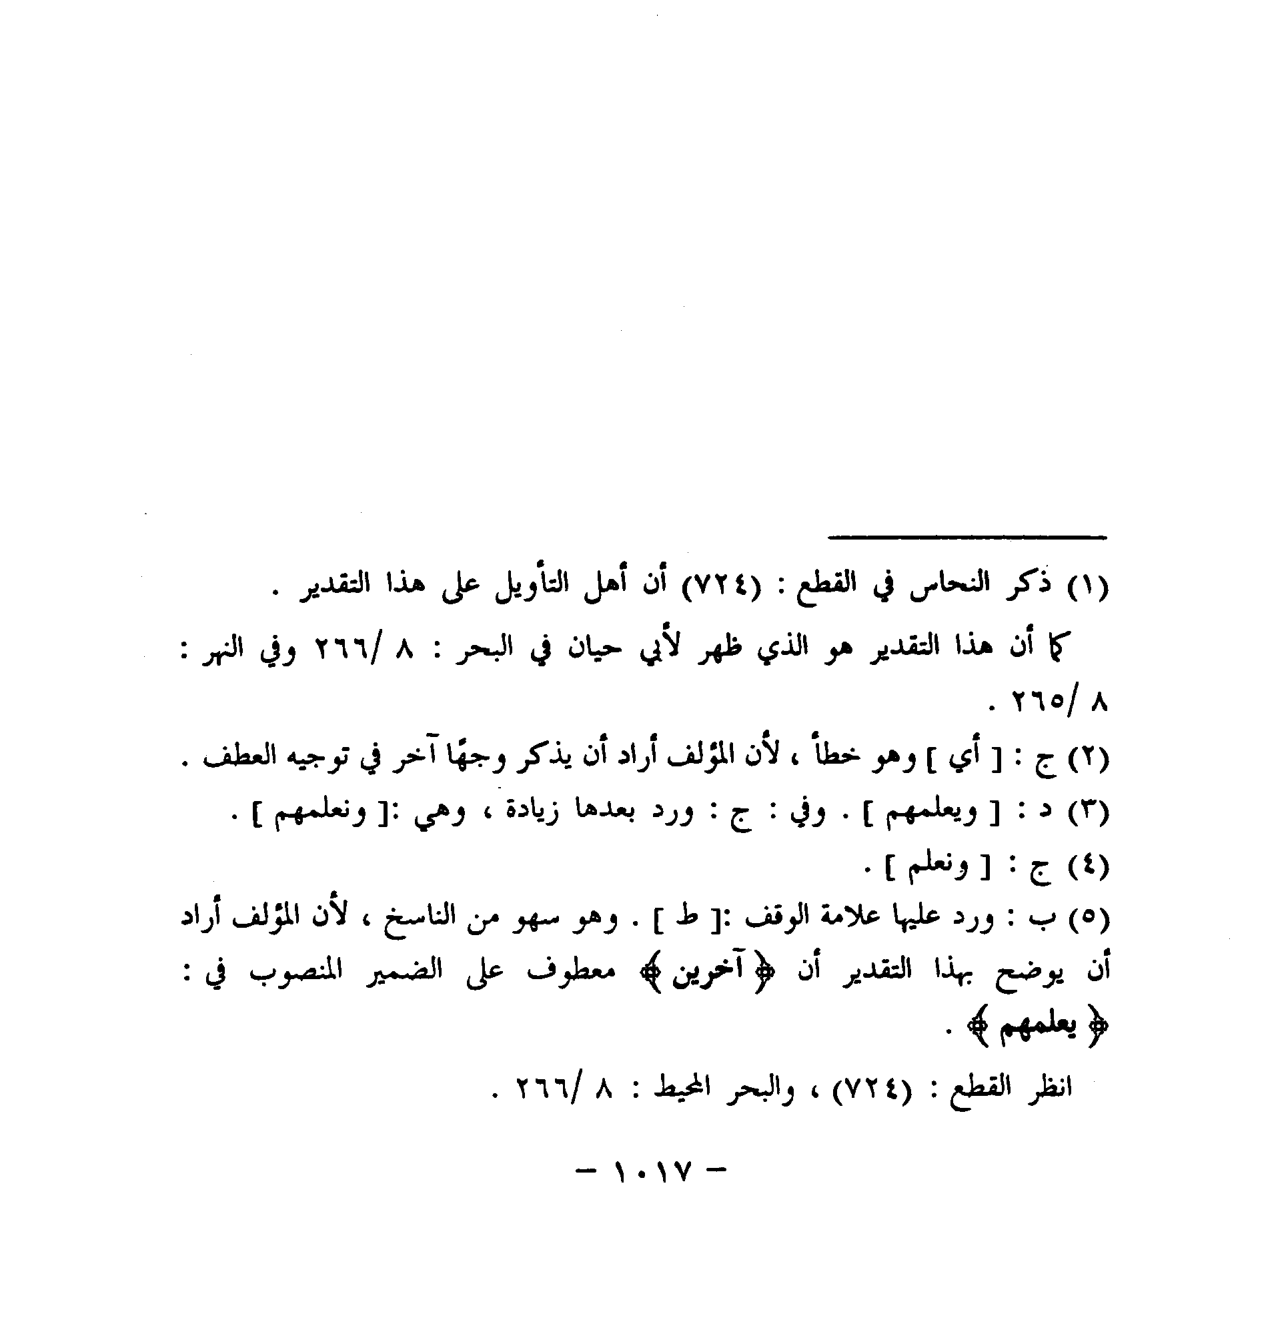 (١) ذكر النحاس في القطع : (٧٢٤) أن أهل التأويل على هذا التقدير .
كما أن هذا التقدير هو الذي ظهر لأبي حيان في البحر : ٨ /٢٦٦ وفي النهر :
٨ /٢٦٥ .
(٢) ج : [ أي ] وهو خطأ ، لأن المؤلف أراد أن يذكر وجهًا آخر في توجيه العطف .
(٣) د : [ ويعلمهم ] . وفي : ج : ورد بعدها زيادة ، وهي :[ ونعلمهم ] .
(٤) ج : [ ونعلم ] .
(٥) ب : ورد عليها علامة الوقف :[ ط ] . وهو سهو من الناسخ ، لأن المؤلف أراد
أن يوضح بهذا التقدير أن ﴿ آخرين ﴾ معطوف على الضمير المنصوب في :
﴿ يعلمهم ﴾ .
انظر القطع : (٧٢٤) ، والبحر المحيط : ٨ /٢٦٦ .
– ١٠١٧ –